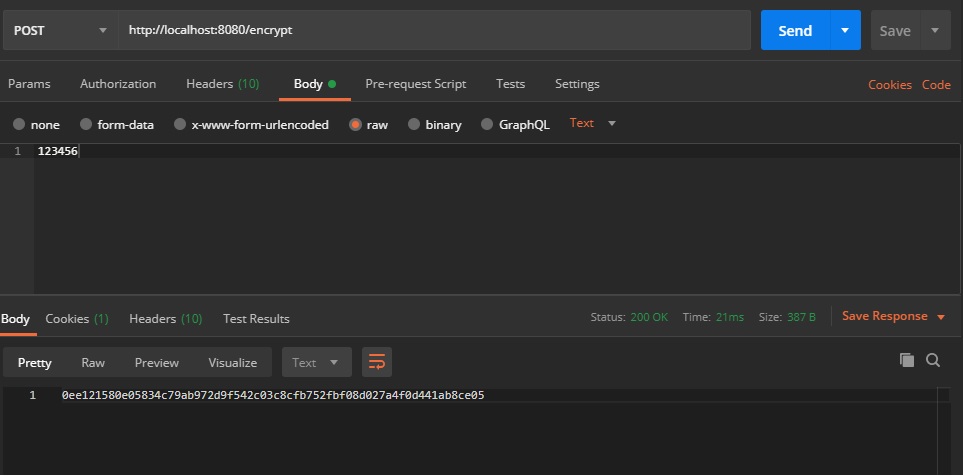 POST http://localhost:8080/encrypt Send Save
Params Authorization Headers (10) Body Pre-request Script Tests Settings Cookies Code
none form-data x-www-form-urlencoded raw binary GraphQL Text
1 123456
Body Cookies (1) Headers (10) Test Results Status: 200 OK Time: 21ms Size: 387 B Save Response
Pretty Raw Preview Visualize Text
1 0ee121580e05834c79ab972d9f542c03c8cfb752fbf08d027a4f0d441ab8ce05